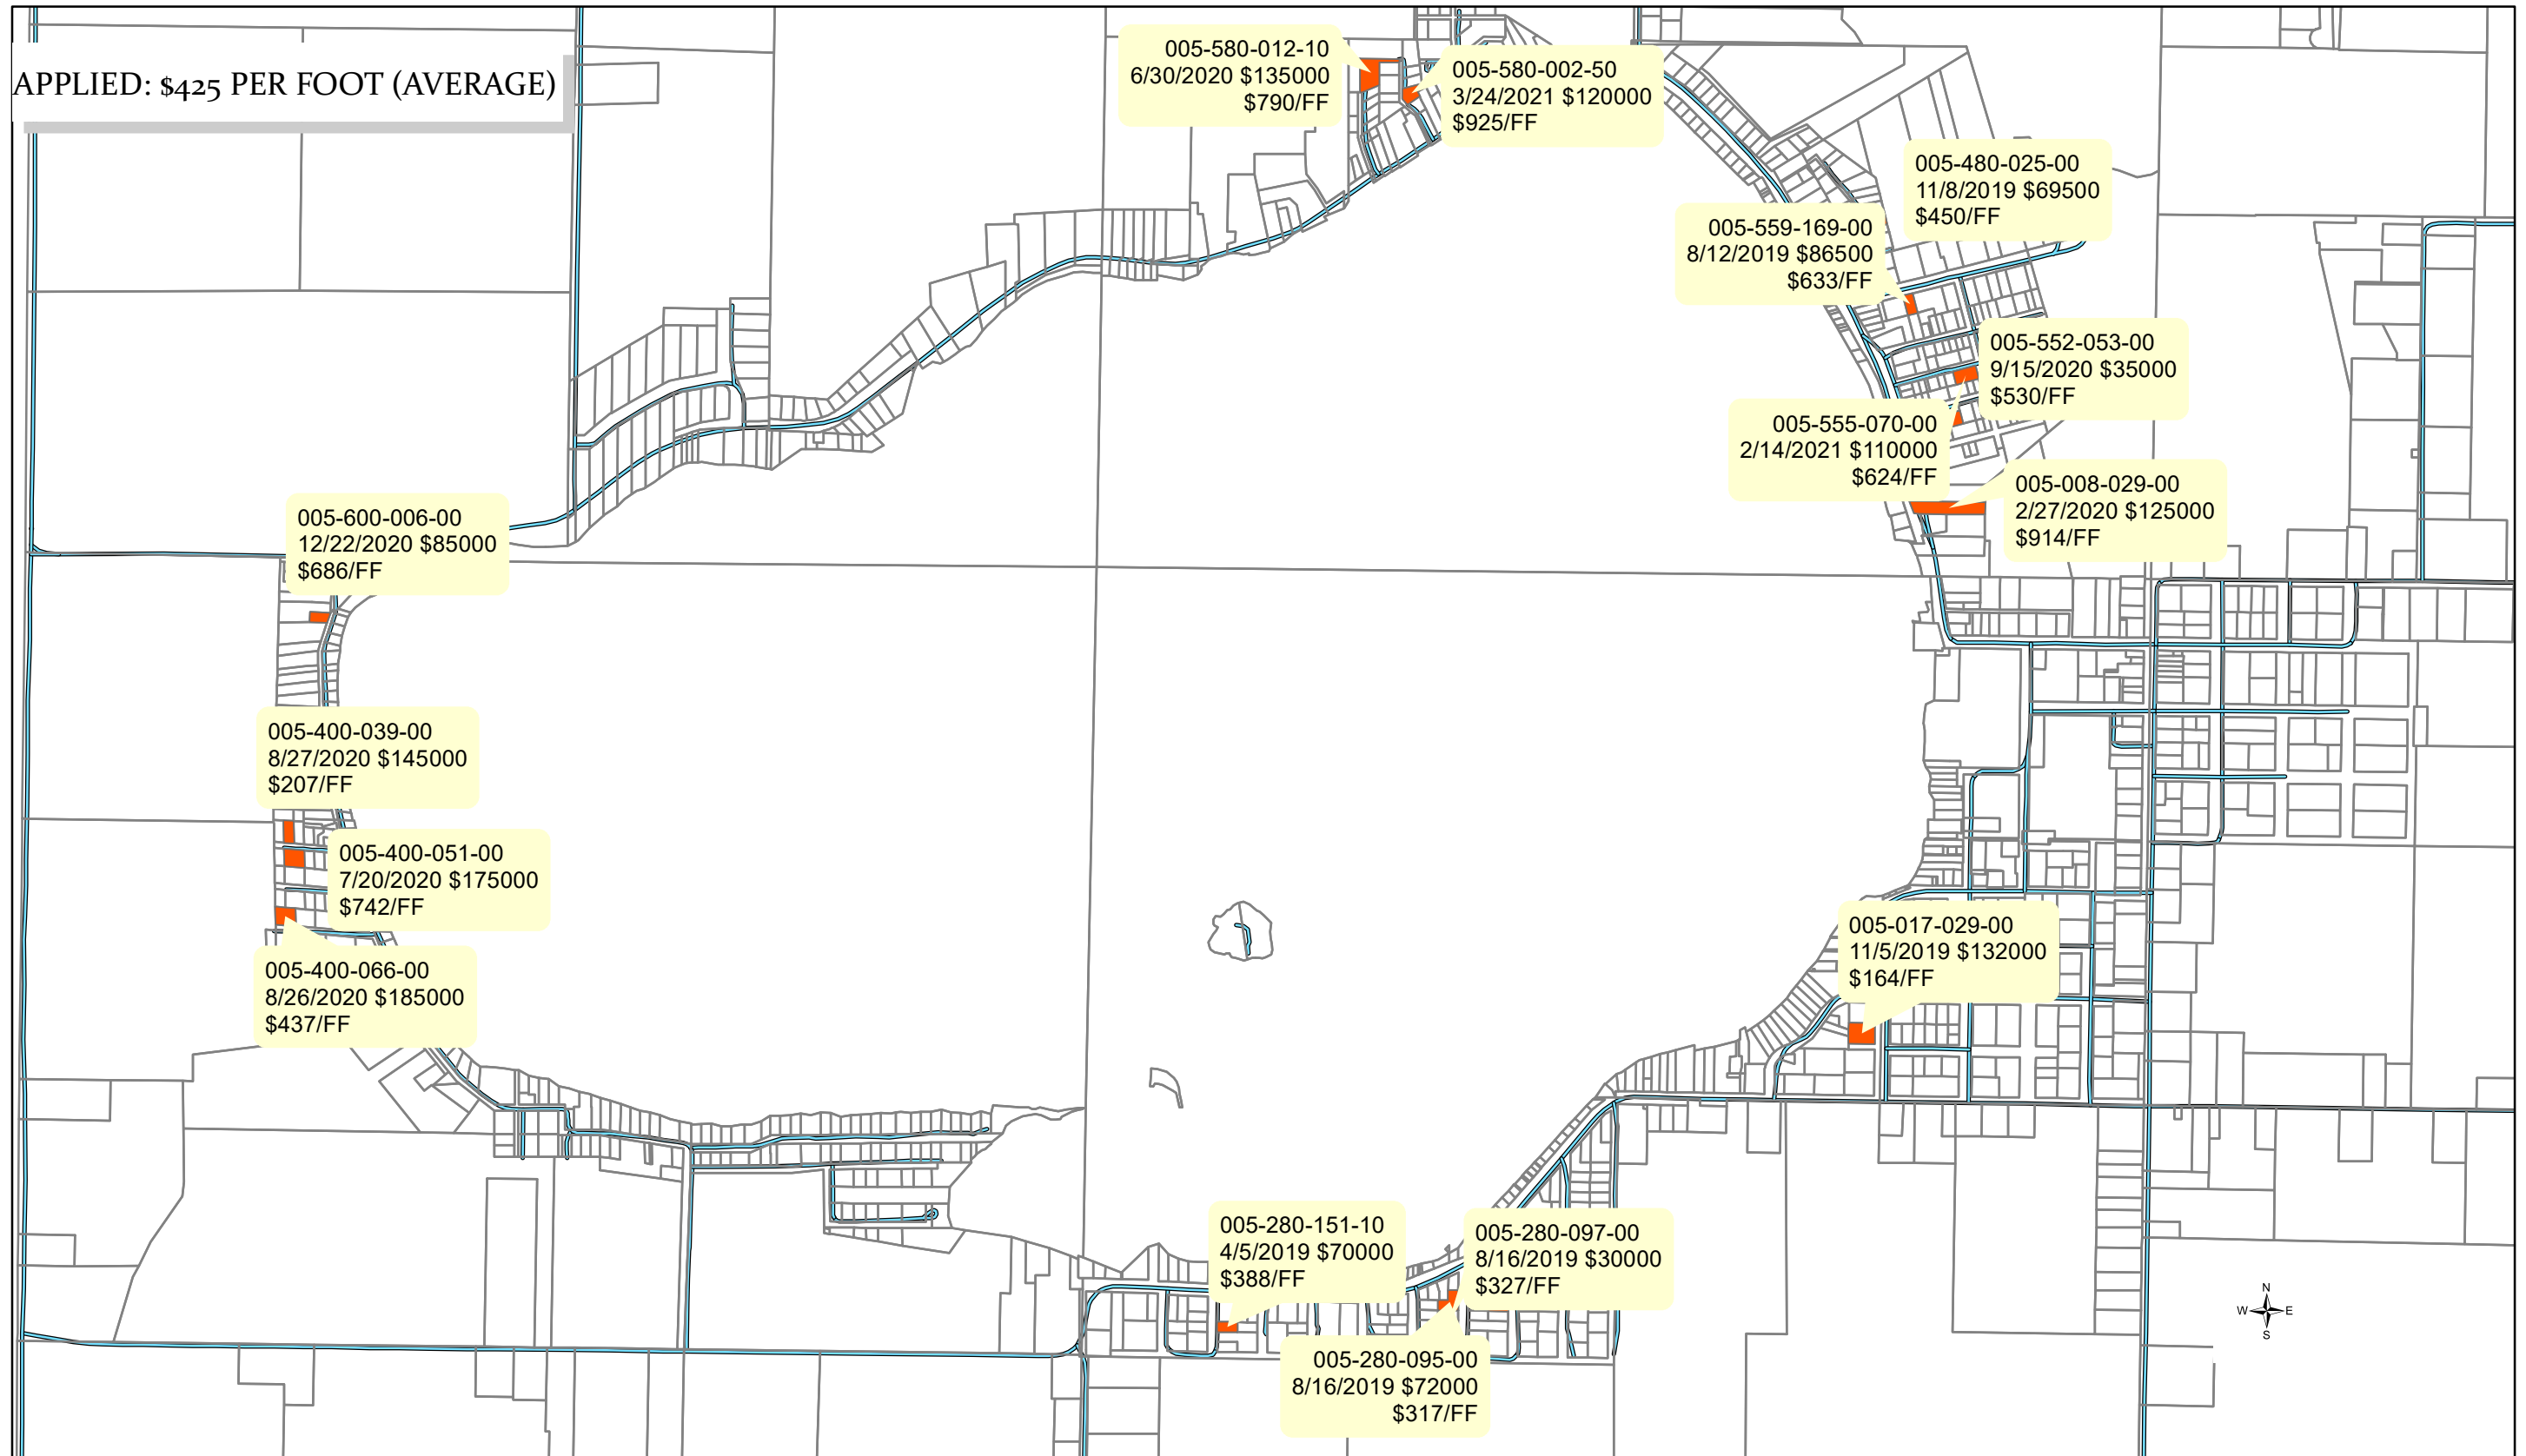 APPLIED: $425 PER FOOT (AVERAGE)
005-580-012-10
6/30/2020 $135000
$790/FF
005-580-002-50
3/24/2021 $120000
$925/FF
005-480-025-00
11/8/2019 $69500
$450/FF
005-559-169-00
8/12/2019 $86500
$633/FF
005-552-053-00
9/15/2020 $35000
$530/FF
005-555-070-00
2/14/2021 $110000
$624/FF
005-008-029-00
2/27/2020 $125000
$914/FF
005-600-006-00
12/22/2020 $85000
$686/FF
005-400-039-00
8/27/2020 $145000
$207/FF
005-400-051-00
7/20/2020 $175000
$742/FF
005-400-066-00
8/26/2020 $185000
$437/FF
005-017-029-00
11/5/2019 $132000
$164/FF
005-280-151-10
4/5/2019 $70000
$388/FF
005-280-097-00
8/16/2019 $30000
$327/FF
005-280-095-00
8/16/2019 $72000
$317/FF
N
W E
S